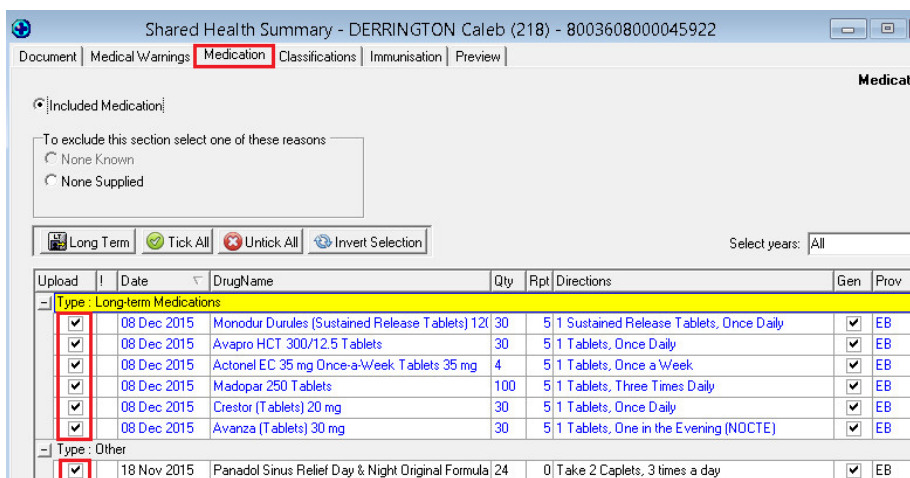 Shared Health Summary - DERRINGTON Caleb (218) - 8003608000045922
Document Medical Warnings Medication Classifications Immunisation Preview
Medicat
Included Medication
To exclude this section select one of these reasons
None Known
None Supplied
Long Term Tick All Untick All Invert Selection Select years: All
Upload ! Date DrugName Qty Rpt Directions Gen Prov
Type : Long-term Medications
08 Dec 2015 Monodur Durules (Sustained Release Tablets) 120 30 5 1 Sustained Release Tablets, Once Daily EB
08 Dec 2015 Avapro HCT 300/12.5 Tablets 30 5 1 Tablets, Once Daily EB
08 Dec 2015 Actonel EC 35 mg Once-a-Week Tablets 35 mg 4 5 1 Tablets, Once a Week EB
08 Dec 2015 Madopar 250 Tablets 100 5 1 Tablets, Three Times Daily EB
08 Dec 2015 Crestor (Tablets) 20 mg 30 5 1 Tablets, Once Daily EB
08 Dec 2015 Avanza (Tablets) 30 mg 30 5 1 Tablets, One in the Evening (NOCTE) EB
Type : Other
18 Nov 2015 Panadol Sinus Relief Day & Night Original Formula 24 0 Take 2 Caplets, 3 times a day EB